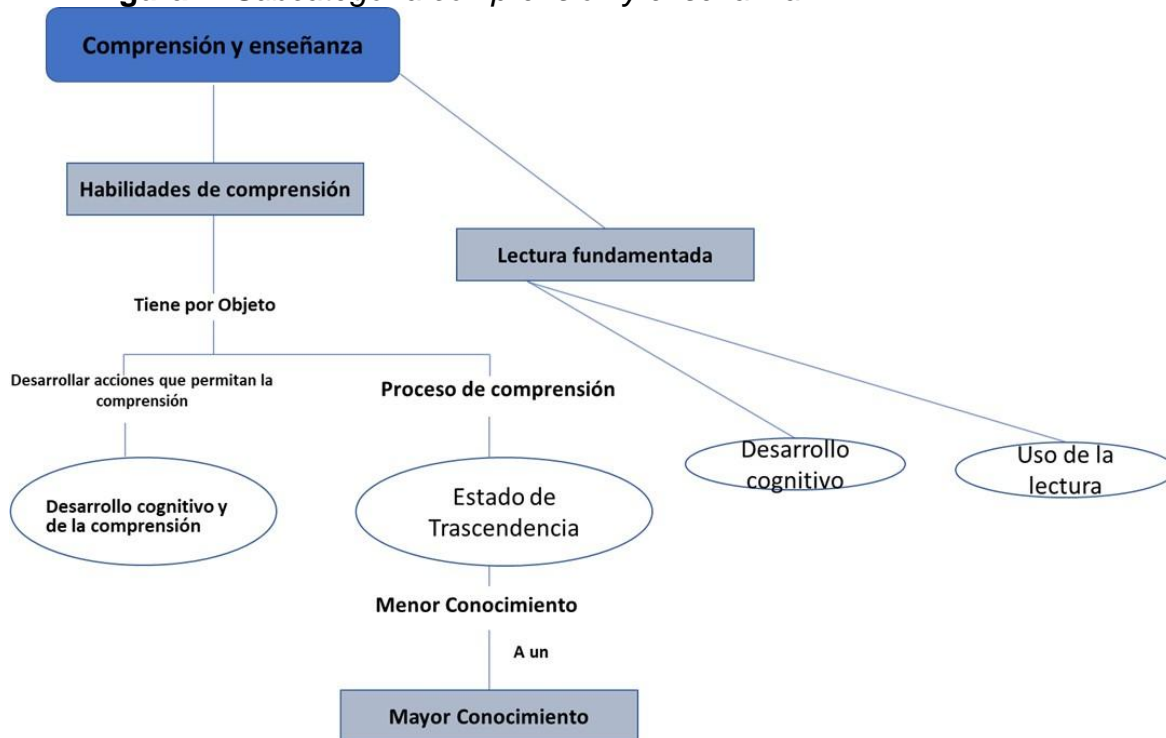 Comprensión y enseñanza
Habilidades de comprensión
Lectura fundamentada
Tiene por Objeto
Desarrollar acciones que permitan la
comprensión
Proceso de comprensión
Desarrollo cognitivo y
de la comprensión
Estado de
Trascendencia
Desarrollo
cognitivo
Uso de la
lectura
Menor Conocimiento
A un
Mayor Conocimiento